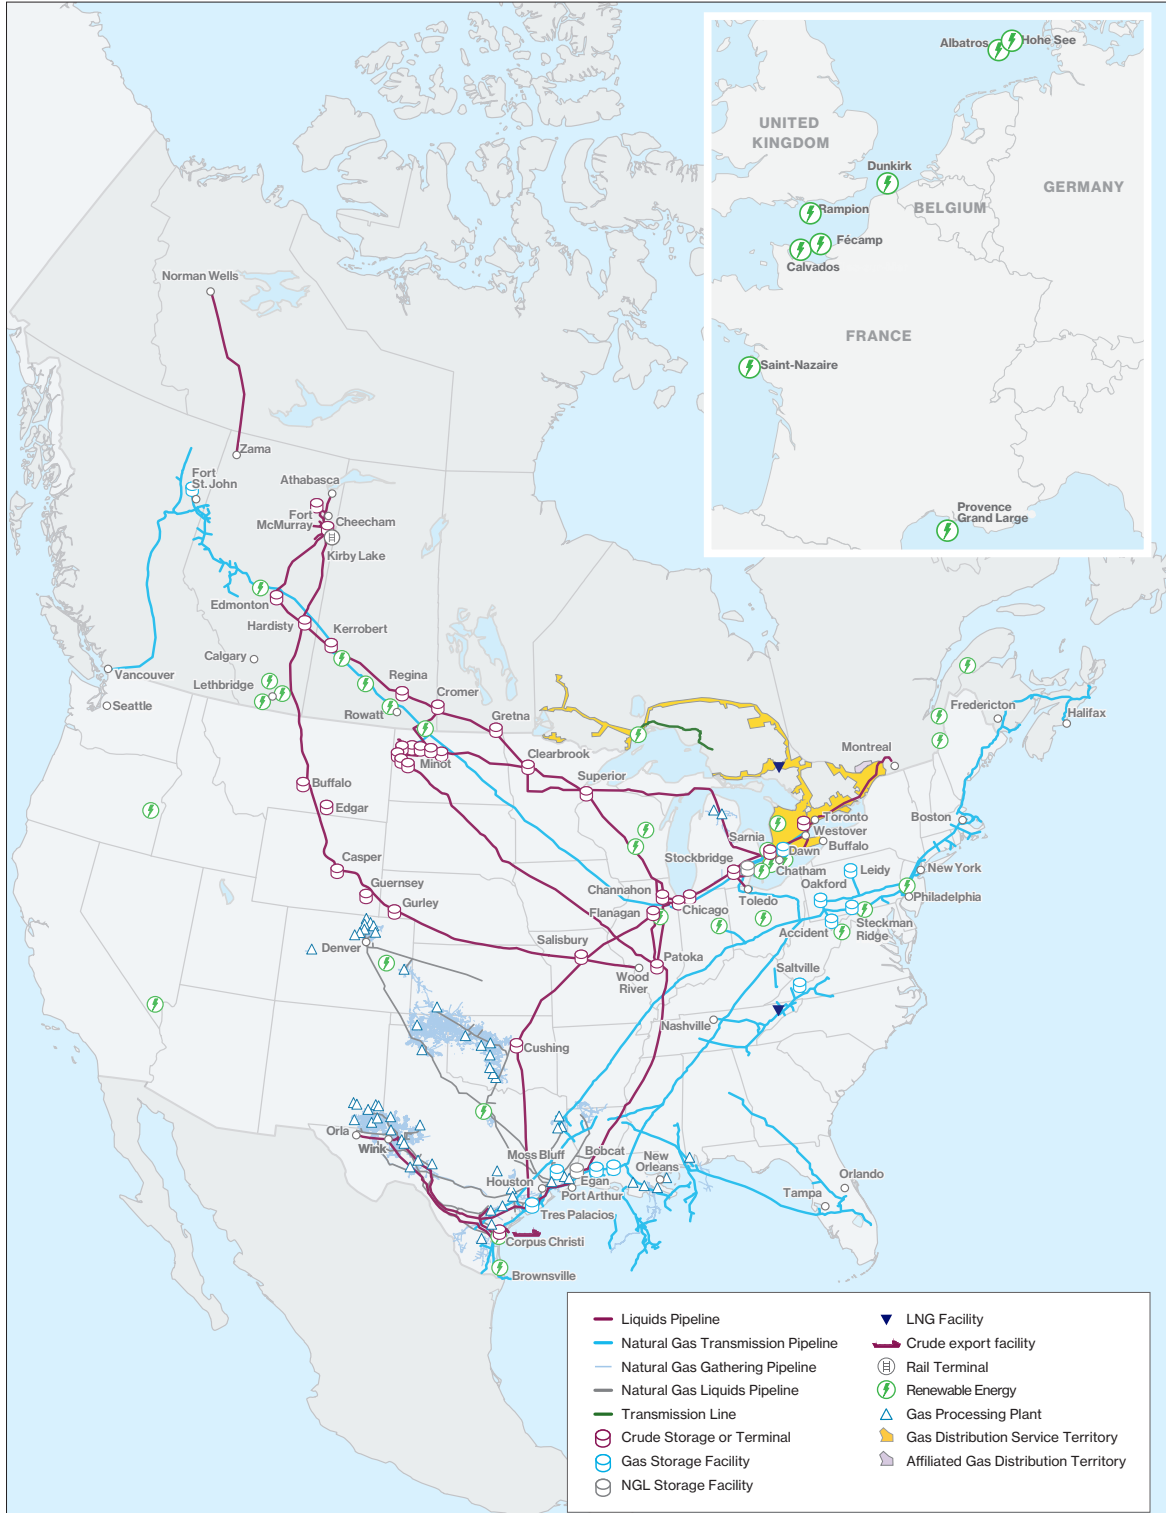 Albatros
Hohe See
UNITED
KINGDOM
Dunkirk
GERMANY
BELGIUM
Rampion
Fécamp
Calvados
FRANCE
Saint-Nazaire
Provence
Grand Large
Norman Wells
Zama
Fort
St. John
Athabasca
Fort
McMurray
Cheecham
Kirby Lake
Edmonton
Hardisty
Kerrobert
Calgary
Vancouver
Lethbridge
Seattle
Regina
Cromer
Rowatt
Gretna
Fredericton
Halifax
Montreal
Clearbrook
Minot
Superior
Buffalo
Edgar
Toronto
Westover
Buffalo
Boston
Sarnia
Dawn
Stockbridge
Chatham
Leidy
New York
Casper
Guernsey
Gurley
Channahon
Flanagan
Chicago
Toledo
Oakford
Philadelphia
Accident
Steckman
Ridge
Denver
Salisbury
Wood
River
Patoka
Saltville
Nashville
Cushing
Orla
Wink
Moss Bluff
Bobcat
New
Orleans
Houston
Egan
Port Arthur
Tres Palacios
Corpus Christi
Brownsville
Orlando
Tampa
Liquids Pipeline
Natural Gas Transmission Pipeline
Natural Gas Gathering Pipeline
Natural Gas Liquids Pipeline
Transmission Line
Crude Storage or Terminal
Gas Storage Facility
NGL Storage Facility
LNG Facility
Crude export facility
Rail Terminal
Renewable Energy
Gas Processing Plant
Gas Distribution Service Territory
Affiliated Gas Distribution Territory